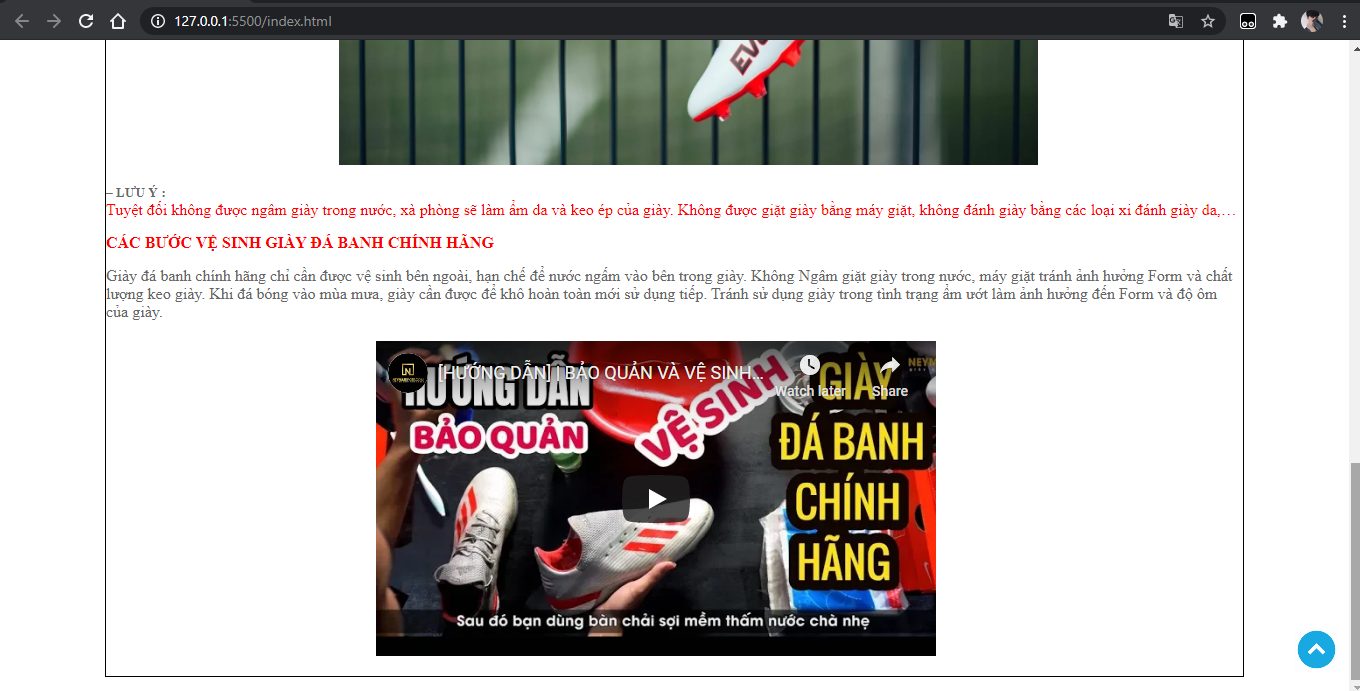 127.0.0.1:5500/index.html
EVO
– LƯU Ý :
Tuyệt đối không được ngâm giày trong nước, xà phòng sẽ làm ẩm da và keo ép của giày. Không được giặt giày bằng máy giặt, không đánh giày bằng các loại xi đánh giày da,…
CÁC BƯỚC VỆ SINH GIÀY ĐÁ BANH CHÍNH HÃNG
Giày đá banh chính hãng chỉ cần được vệ sinh bên ngoài, hạn chế để nước ngấm vào bên trong giày. Không Ngâm giặt giày trong nước, máy giặt tránh ảnh hưởng Form và chất
lượng keo giày. Khi đá bóng vào mùa mưa, giày cần được để khô hoàn toàn mới sử dụng tiếp. Tránh sử dụng giày trong tình trạng ẩm ướt làm ảnh hưởng đến Form và độ ôm
của giày.
[HƯỚNG DẪN] | BẢO QUẢN VÀ VỆ SINH…
Watch later
Share
HƯỚNG DẪN
BẢO QUẢN
VỆ SINH
GIÀY
ĐÁ BANH
CHÍNH
HÃNG
Sau đó bạn dùng bàn chải sợi mềm thấm nước chà nhẹ